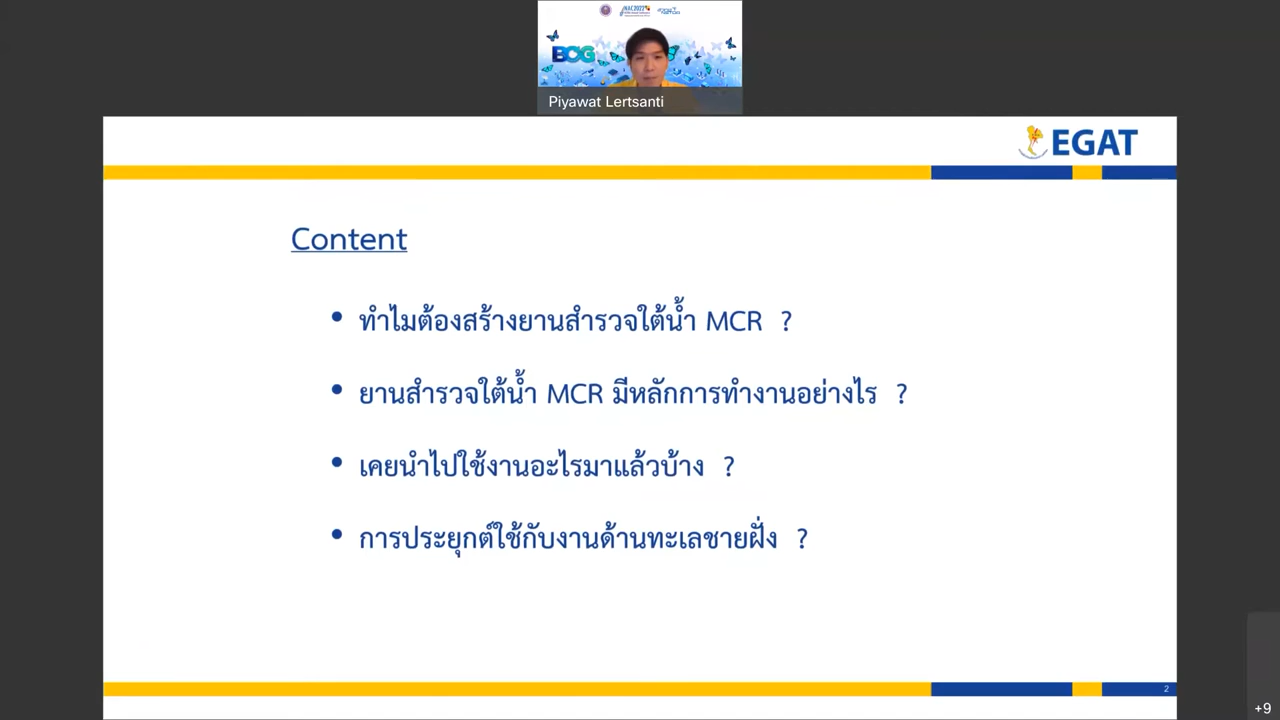 NAC2022
BCG
Piyawat Lertsanti
EGAT
Content
• ทำไมต้องสร้างยานสำรวจใต้น้ำ MCR ?
• ยานสำรวจใต้น้ำ MCR มีหลักการทำงานอย่างไร ?
• เคยนำไปใช้งานอะไรมาแล้วบ้าง ?
• การประยุกต์ใช้กับงานด้านทะเลชายฝั่ง ?
2
+9